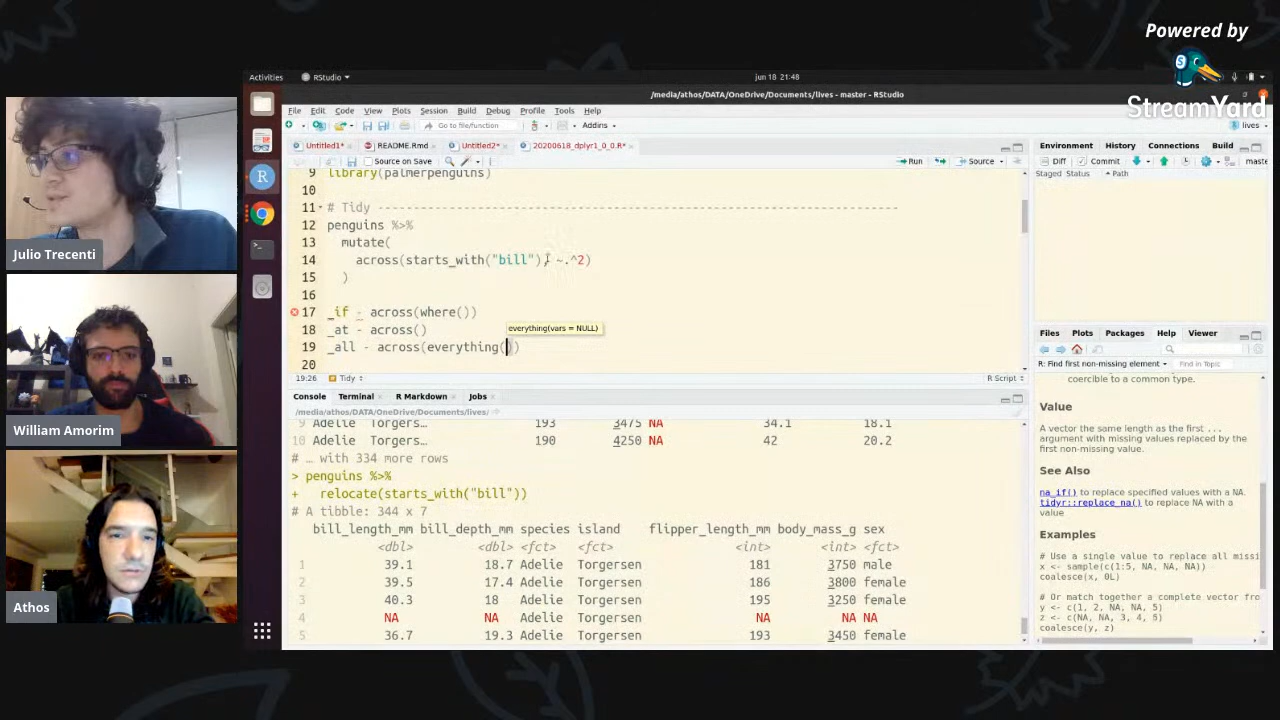 Powered by
StreamYard
Activities
RStudio
jun 18 21:48
/media/athos/DATA/OneDrive/Documents/lives - master - RStudio
File Edit Code View Plots Session Build Debug Profile Tools Help
Go to file/function
Addins
lives
Untitled1*
README.Rmd
Untitled2*
20200618_dplyr1_0_0.R*
Source on Save
Run
Source
9 library(palmerpenguins)
10
11 # Tidy
12 penguins %>%
13 mutate(
14 across(starts_with("bill"), ~.^2)
15 )
16
17 _if - across(where())
18 _at - across()
everything(vars = NULL)
19 _all - across(everything())
20
19:26
Tidy
R Script
Console Terminal R Markdown Jobs
/media/athos/DATA/OneDrive/Documents/lives/
9 Adelie Torgers… 193 3475 NA 34.1 18.1
10 Adelie Torgers… 190 4250 NA 42 20.2
# … with 334 more rows
> penguins %>%
+ relocate(starts_with("bill"))
# A tibble: 344 x 7
bill_length_mm bill_depth_mm species island flipper_length_mm body_mass_g sex
<dbl> <dbl> <fct> <fct> <int> <int> <fct>
1 39.1 18.7 Adelie Torgersen 181 3750 male
2 39.5 17.4 Adelie Torgersen 186 3800 female
3 40.3 18 Adelie Torgersen 195 3250 female
4 NA NA Adelie Torgersen NA NA NA
5 36.7 19.3 Adelie Torgersen 193 3450 female
Environment History Connections Build
Diff Commit
maste
Staged Status Path
Files Plots Packages Help Viewer
R: Find first non-missing element
Find in Topic
coercible to a common type.
Value
A vector the same length as the first ...
argument with missing values replaced by the
first non-missing value.
See Also
na_if() to replace specified values with a NA.
tidyr::replace_na() to replace NA with a
value
Examples
# Use a single value to replace all missi
x <- sample(c(1:5, NA, NA, NA))
coalesce(x, 0L)
# Or match together a complete vector fro
y <- c(1, 2, NA, NA, 5)
z <- c(NA, NA, 3, 4, 5)
coalesce(y, z)
Julio Trecenti
William Amorim
Athos